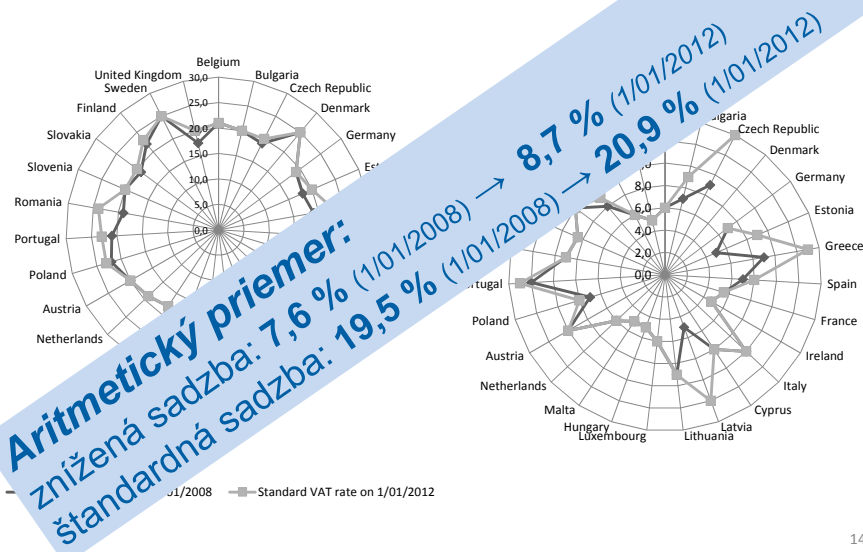 Belgium
Bulgaria
Czech Republic
Denmark
Germany
Netherlands
Austria
Poland
Portugal
Romania
Slovenia
Slovakia
Finland
Sweden
United Kingdom
30,0
25,0
20,0
15,0
10,0
5,0
0,0
Standard VAT rate on 1/01/2012
Aritmetický priemer:
znížená sadzba: 7,6 % (1/01/2008) → 8,7 % (1/01/2012)
štandardná sadzba: 19,5 % (1/01/2008) → 20,9 % (1/01/2012)
Czech Republic
Denmark
Germany
Estonia
Greece
Spain
France
Ireland
Italy
Cyprus
Latvia
Lithuania
Luxembourg
Hungary
Malta
Netherlands
Austria
Poland
8,0
6,0
4,0
2,0
0,0
14